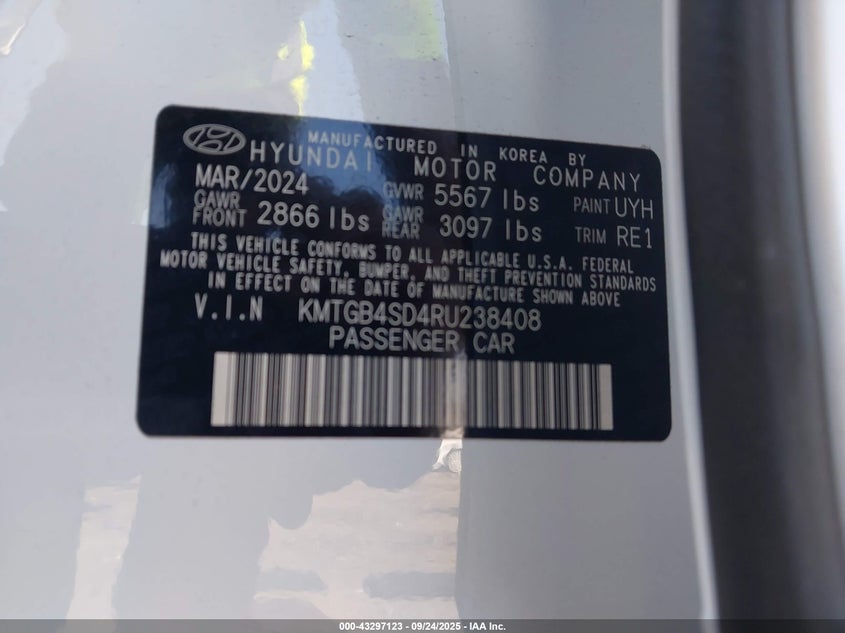 MANUFACTURED IN KOREA BY
HYUNDAI MOTOR COMPANY
MAR/2024 GVWR 5567 lbs PAINT UYH
GAWR FRONT 2866 lbs GAWR REAR 3097 lbs TRIM RE1
THIS VEHICLE CONFORMS TO ALL APPLICABLE U.S.A. FEDERAL
MOTOR VEHICLE SAFETY, BUMPER, AND THEFT PREVENTION STANDARDS
IN EFFECT ON THE DATE OF MANUFACTURE SHOWN ABOVE
V.I.N KMTGB4SD4RU238408
PASSENGER CAR
000-43297123 - 09/24/2025 - IAA Inc.